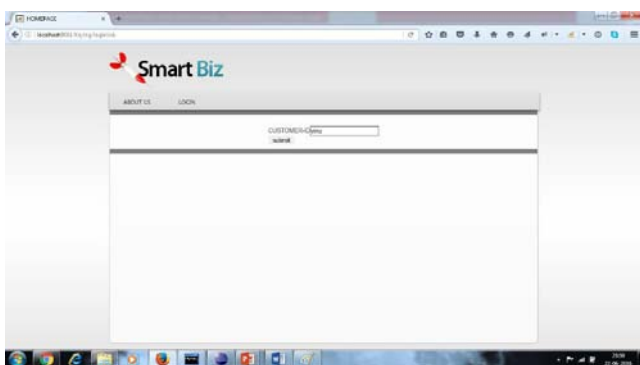 HOMEPAGE
Smart Biz
ABOUT US LOGIN
CUSTOMER-ID
submit